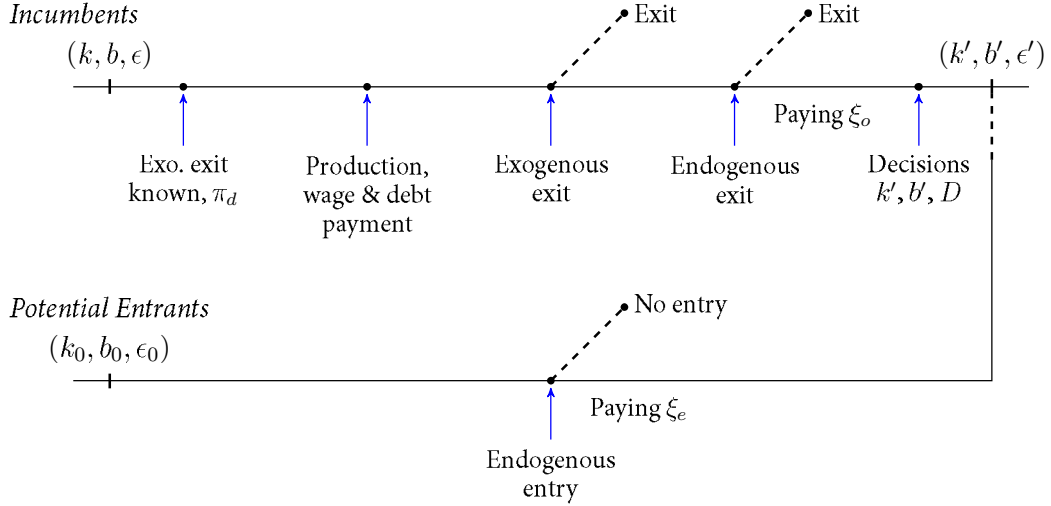 Incumbents
(k, b, ϵ)
Exit
Exit
(k′, b′, ϵ′)
Paying ξₒ
Exo. exit
known, π_d
Production,
wage & debt
payment
Exogenous
exit
Endogenous
exit
Decisions
k′, b′, D
Potential Entrants
(k₀, b₀, ϵ₀)
No entry
Paying ξₑ
Endogenous
entry